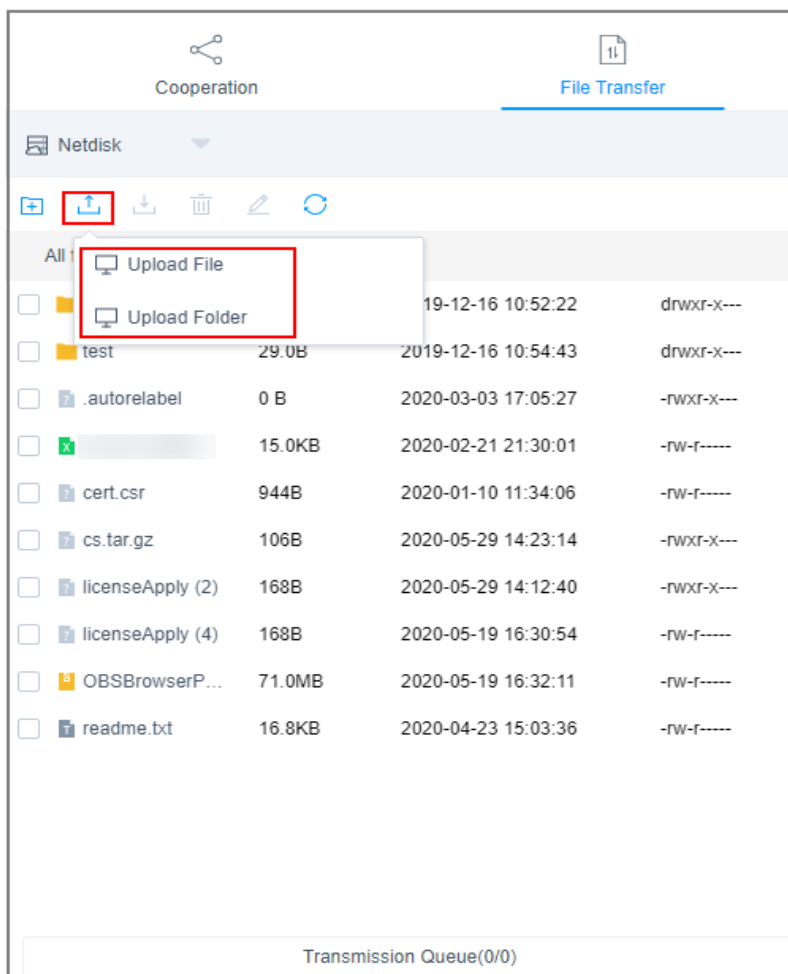 Cooperation File Transfer
Netdisk
All
Upload File
Upload Folder
19-12-16 10:52:22 drwxr-x---
test 29.0B 2019-12-16 10:54:43 drwxr-x---
.autorelabel 0 B 2020-03-03 17:05:27 -rwxr-x---
15.0KB 2020-02-21 21:30:01 -rw-r-----
cert.csr 944B 2020-01-10 11:34:06 -rw-r-----
cs.tar.gz 106B 2020-05-29 14:23:14 -rwxr-x---
licenseApply (2) 168B 2020-05-29 14:12:40 -rwxr-x---
licenseApply (4) 168B 2020-05-19 16:30:54 -rw-r-----
OBSBrowserP... 71.0MB 2020-05-19 16:32:11 -rw-r-----
readme.txt 16.8KB 2020-04-23 15:03:36 -rw-r-----
Transmission Queue(0/0)